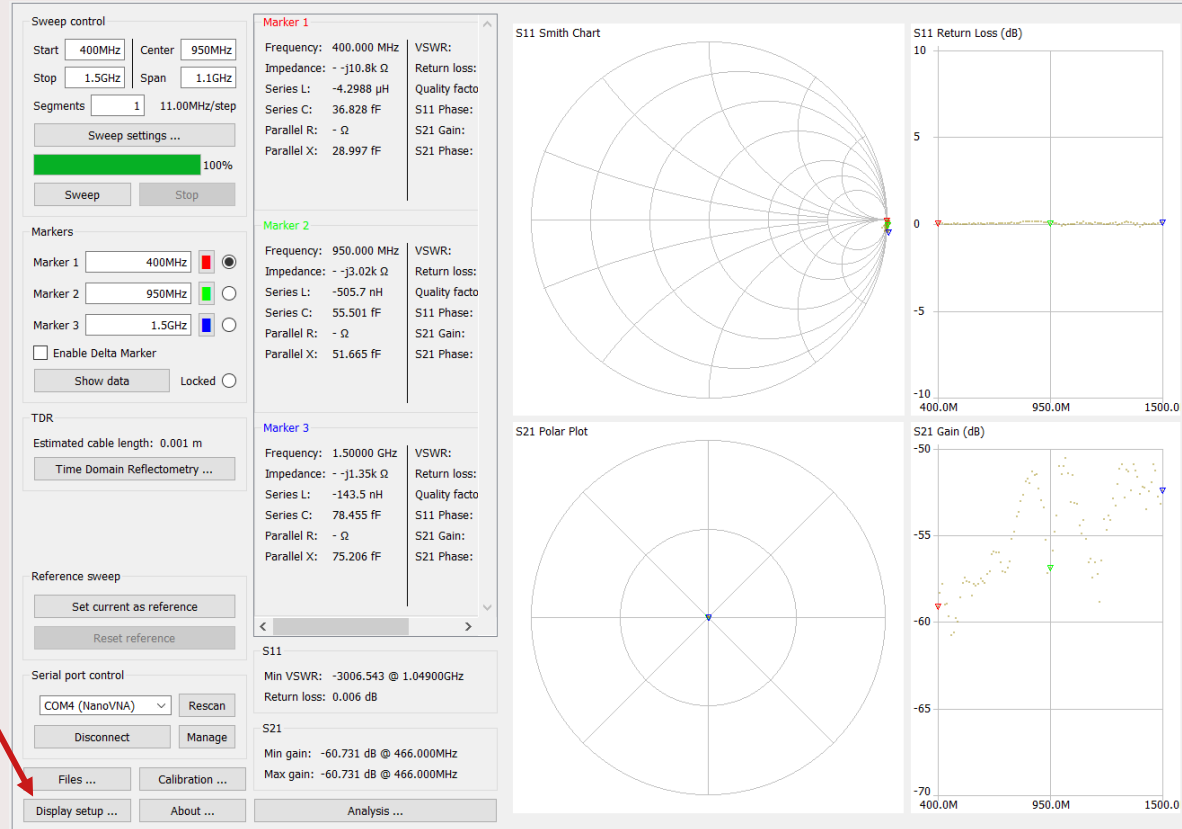 Sweep control
Start 400MHz Center 950MHz
Stop 1.5GHz Span 1.1GHz
Segments 1 11.00MHz/step
Sweep settings ...
100%
Sweep Stop
Markers
Marker 1 400MHz
Marker 2 950MHz
Marker 3 1.5GHz
Enable Delta Marker
Show data Locked
TDR
Estimated cable length: 0.001 m
Time Domain Reflectometry ...
Reference sweep
Set current as reference
Reset reference
Serial port control
COM4 (NanoVNA) Rescan
Disconnect Manage
Files ... Calibration ...
Display setup ... About ...
Marker 1
Frequency: 400.000 MHz VSWR:
Impedance: - -j10.8k Ω Return loss:
Series L: -4.2988 µH Quality facto
Series C: 36.828 fF S11 Phase:
Parallel R: - Ω S21 Gain:
Parallel X: 28.997 fF S21 Phase:
Marker 2
Frequency: 950.000 MHz VSWR:
Impedance: - -j3.02k Ω Return loss:
Series L: -505.7 nH Quality facto
Series C: 55.501 fF S11 Phase:
Parallel R: - Ω S21 Gain:
Parallel X: 51.665 fF S21 Phase:
Marker 3
Frequency: 1.50000 GHz VSWR:
Impedance: - -j1.35k Ω Return loss:
Series L: -143.5 nH Quality facto
Series C: 78.455 fF S11 Phase:
Parallel R: - Ω S21 Gain:
Parallel X: 75.206 fF S21 Phase:
S11
Min VSWR: -3006.543 @ 1.04900GHz
Return loss: 0.006 dB
S21
Min gain: -60.731 dB @ 466.000MHz
Max gain: -60.731 dB @ 466.000MHz
Analysis ...
S11 Smith Chart
S11 Return Loss (dB)
10
5
0
-5
-10
400.0M 950.0M 1500.0
S21 Polar Plot
S21 Gain (dB)
-50
-55
-60
-65
-70
400.0M 950.0M 1500.0